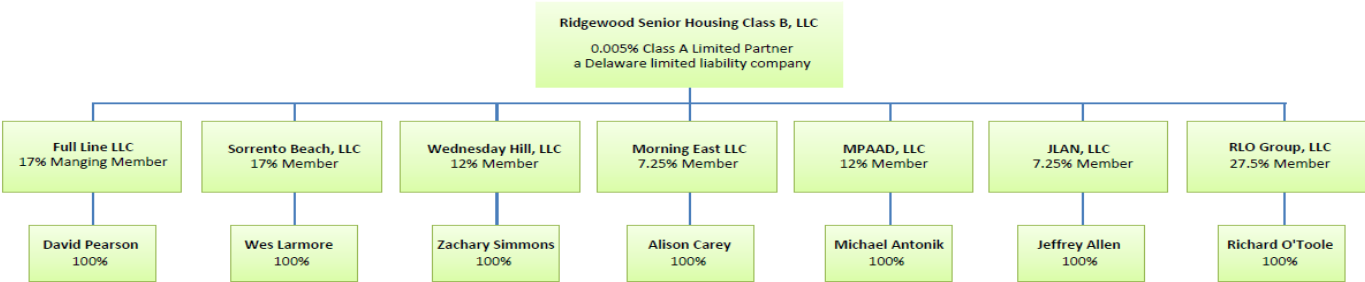 Ridgewood Senior Housing Class B, LLC
0.005% Class A Limited Partner
a Delaware limited liability company
Full Line LLC
17% Manging Member
Sorrento Beach, LLC
17% Member
Wednesday Hill, LLC
12% Member
Morning East LLC
7.25% Member
MPAAD, LLC
12% Member
JLAN, LLC
7.25% Member
RLO Group, LLC
27.5% Member
David Pearson
100%
Wes Larmore
100%
Zachary Simmons
100%
Alison Carey
100%
Michael Antonik
100%
Jeffrey Allen
100%
Richard O'Toole
100%